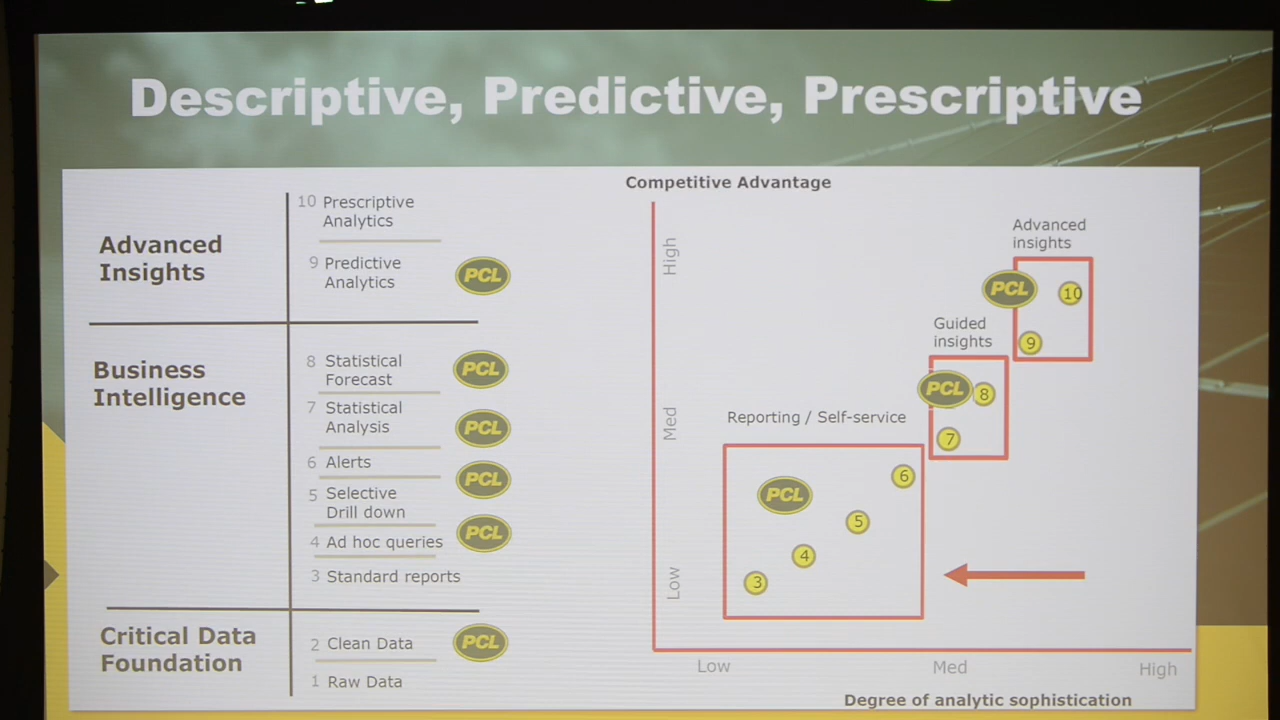 Descriptive, Predictive, Prescriptive
Advanced
Insights
10 Prescriptive
Analytics
9 Predictive
Analytics
PCL
Business
Intelligence
8 Statistical
Forecast
PCL
7 Statistical
Analysis
PCL
6 Alerts
PCL
5 Selective
Drill down
4 Ad hoc queries
PCL
3 Standard reports
Critical Data
Foundation
2 Clean Data
PCL
1 Raw Data
Competitive Advantage
High
Med
Low
Advanced
insights
PCL
10
9
Guided
insights
PCL
8
7
Reporting / Self-service
PCL
6
5
4
3
Low
Med
High
Degree of analytic sophistication